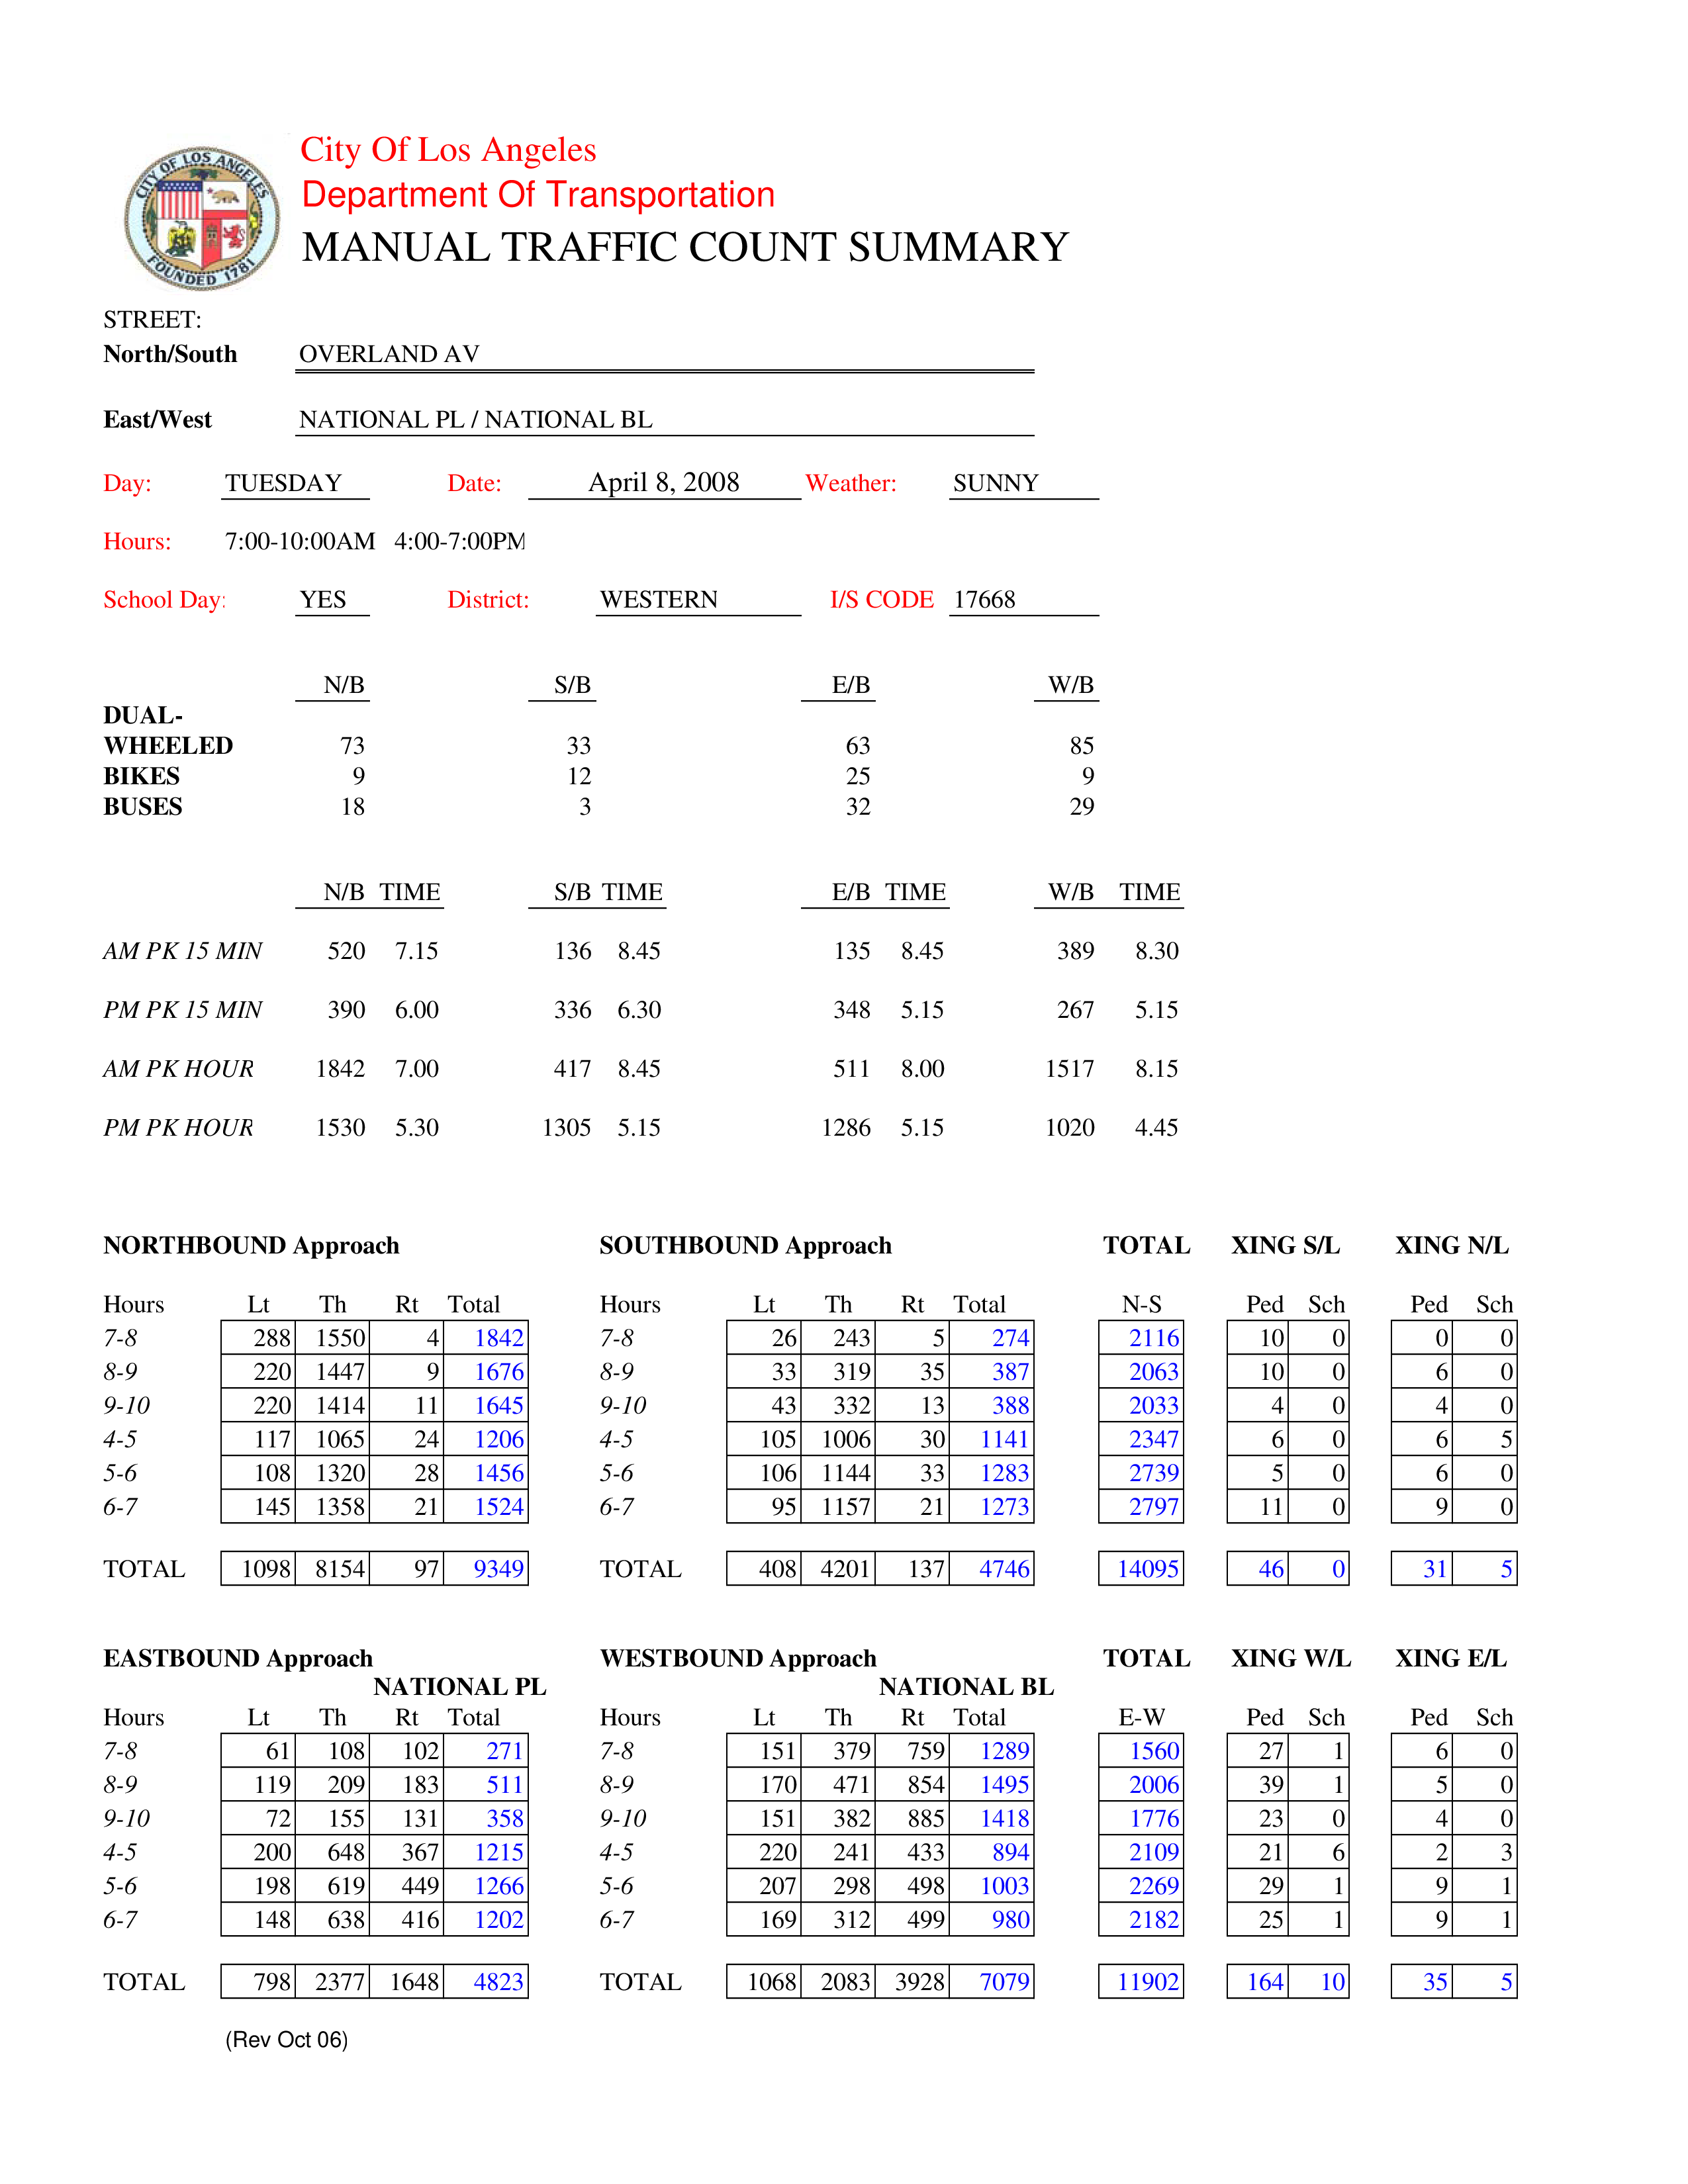 CITY OF LOS ANGELES
FOUNDED 1781
City Of Los Angeles
Department Of Transportation
MANUAL TRAFFIC COUNT SUMMARY
STREET:
North/South OVERLAND AV
East/West NATIONAL PL / NATIONAL BL
Day: TUESDAY Date: April 8, 2008 Weather: SUNNY
Hours: 7:00-10:00AM 4:00-7:00PM
School Day: YES District: WESTERN I/S CODE 17668
N/B S/B E/B W/B
DUAL-
WHEELED 73 33 63 85
BIKES 9 12 25 9
BUSES 18 3 32 29
N/B TIME S/B TIME E/B TIME W/B TIME
AM PK 15 MIN 520 7.15 136 8.45 135 8.45 389 8.30
PM PK 15 MIN 390 6.00 336 6.30 348 5.15 267 5.15
AM PK HOUR 1842 7.00 417 8.45 511 8.00 1517 8.15
PM PK HOUR 1530 5.30 1305 5.15 1286 5.15 1020 4.45
NORTHBOUND Approach SOUTHBOUND Approach TOTAL XING S/L XING N/L
Hours Lt Th Rt Total Hours Lt Th Rt Total N-S Ped Sch Ped Sch
7-8 288 1550 4 1842 7-8 26 243 5 274 2116 10 0 0 0
8-9 220 1447 9 1676 8-9 33 319 35 387 2063 10 0 6 0
9-10 220 1414 11 1645 9-10 43 332 13 388 2033 4 0 4 0
4-5 117 1065 24 1206 4-5 105 1006 30 1141 2347 6 0 6 5
5-6 108 1320 28 1456 5-6 106 1144 33 1283 2739 5 0 6 0
6-7 145 1358 21 1524 6-7 95 1157 21 1273 2797 11 0 9 0
TOTAL 1098 8154 97 9349 TOTAL 408 4201 137 4746 14095 46 0 31 5
EASTBOUND Approach WESTBOUND Approach TOTAL XING W/L XING E/L
NATIONAL PL NATIONAL BL
Hours Lt Th Rt Total Hours Lt Th Rt Total E-W Ped Sch Ped Sch
7-8 61 108 102 271 7-8 151 379 759 1289 1560 27 1 6 0
8-9 119 209 183 511 8-9 170 471 854 1495 2006 39 1 5 0
9-10 72 155 131 358 9-10 151 382 885 1418 1776 23 0 4 0
4-5 200 648 367 1215 4-5 220 241 433 894 2109 21 6 2 3
5-6 198 619 449 1266 5-6 207 298 498 1003 2269 29 1 9 1
6-7 148 638 416 1202 6-7 169 312 499 980 2182 25 1 9 1
TOTAL 798 2377 1648 4823 TOTAL 1068 2083 3928 7079 11902 164 10 35 5
(Rev Oct 06)